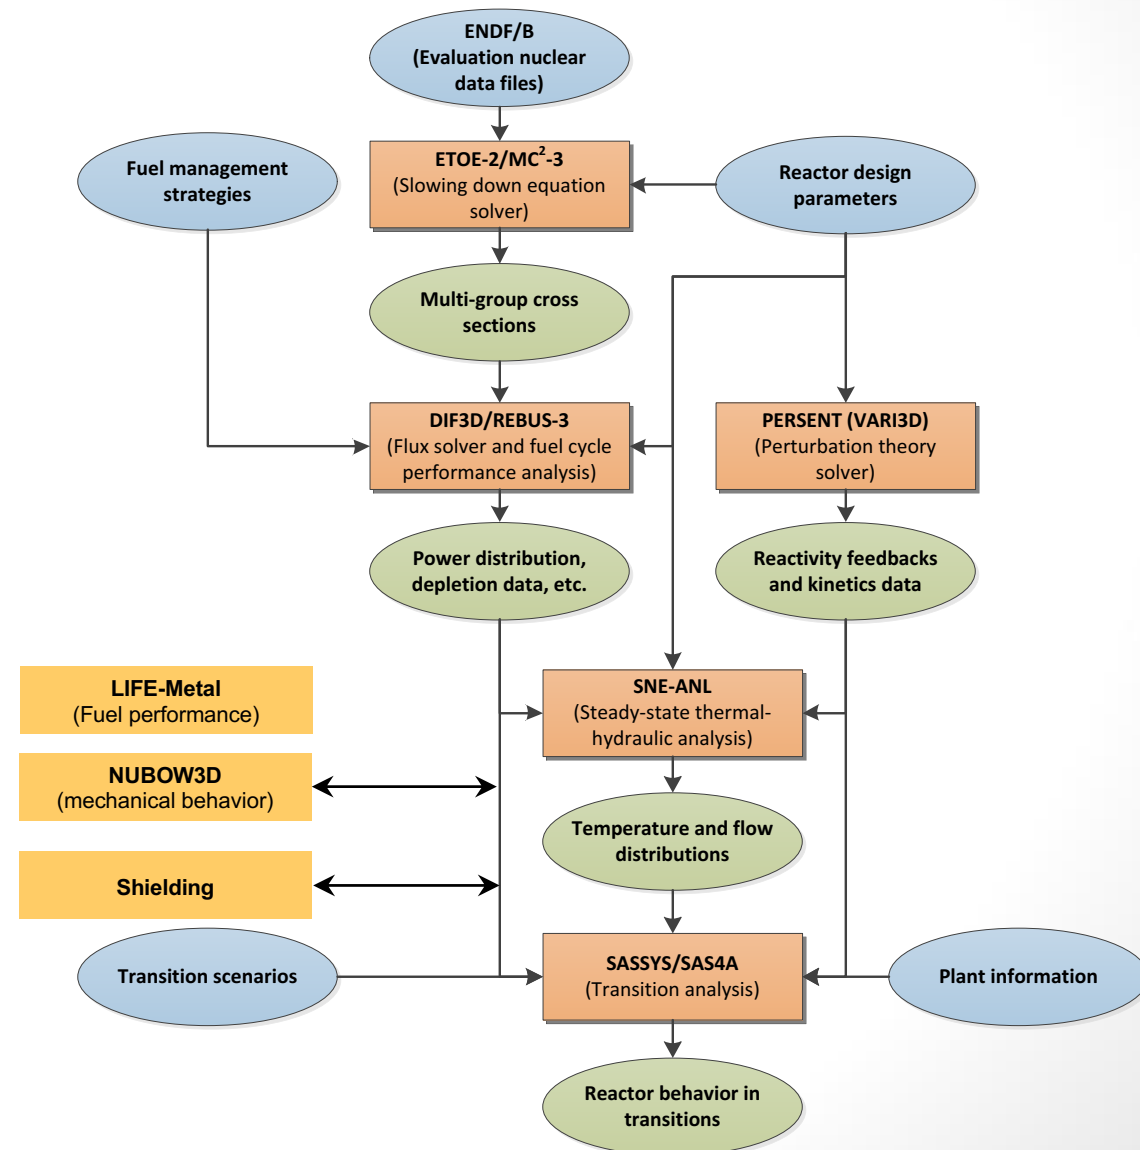 ENDF/B
(Evaluation nuclear
data files)
Fuel management
strategies
ETOE-2/MC²-3
(Slowing down equation
solver)
Reactor design
parameters
Multi-group cross
sections
DIF3D/REBUS-3
(Flux solver and fuel cycle
performance analysis)
PERSENT (VARI3D)
(Perturbation theory
solver)
Power distribution,
depletion data, etc.
Reactivity feedbacks
and kinetics data
LIFE-Metal
(Fuel performance)
SNE-ANL
(Steady-state thermal-
hydraulic analysis)
NUBOW3D
(mechanical behavior)
Temperature and flow
distributions
Shielding
Transition scenarios
SASSYS/SAS4A
(Transition analysis)
Plant information
Reactor behavior in
transitions